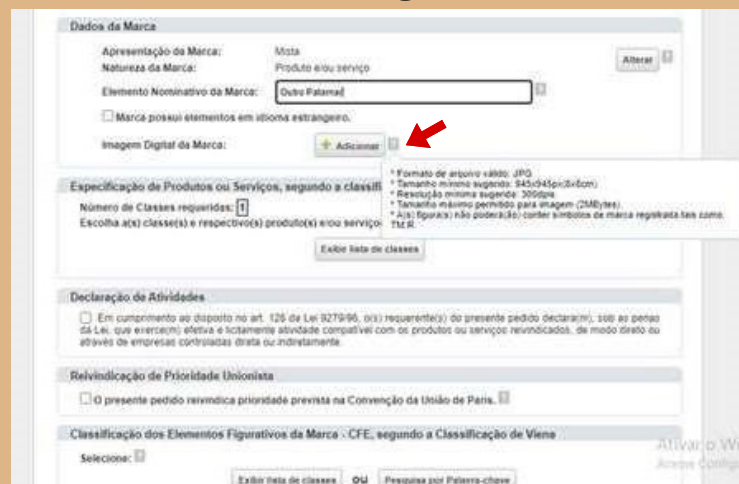 Dados da Marca
Apresentação da Marca: Mista
Natureza da Marca: Produto e/ou serviço
Alterar
Elemento Nominativo da Marca: Outro Patamar
Marca possui elementos em idioma estrangeiro.
Imagem Digital da Marca: Adicionar
* Formato de arquivo válido: JPG
* Tamanho mínimo sugerido: 945x945px(8x8cm)
* Resolução mínima sugerida: 300dpis
* Tamanho máximo permitido para imagem (2MBytes).
* A(s) figura(s) não poderá(ão) conter símbolos de marca registrada tais como
TM,R.
Especificação de Produtos ou Serviços, segundo a classifi
Número de Classes requeridas: 1
Escolha a(s) classe(s) e respectivo(s) produto(s) e/ou serviço
Exibir lista de classes
Declaração de Atividades
Em cumprimento ao disposto no art. 128 da Lei 9279/96, o(s) requerente(s) do presente pedido declara(m), sob as penas
da Lei, que exerce(m) efetiva e licitamente atividade compatível com os produtos ou serviços reivindicados, de modo direto ou
através de empresas controladas direta ou indiretamente.
Reivindicação de Prioridade Unionista
O presente pedido reivindica prioridade prevista na Convenção da União de Paris.
Classificação dos Elementos Figurativos da Marca - CFE, segundo a Classificação de Viena
Ativar o Wi
Selecione:
Exibir lista de classes OU Pesquisa por Palavra-chave